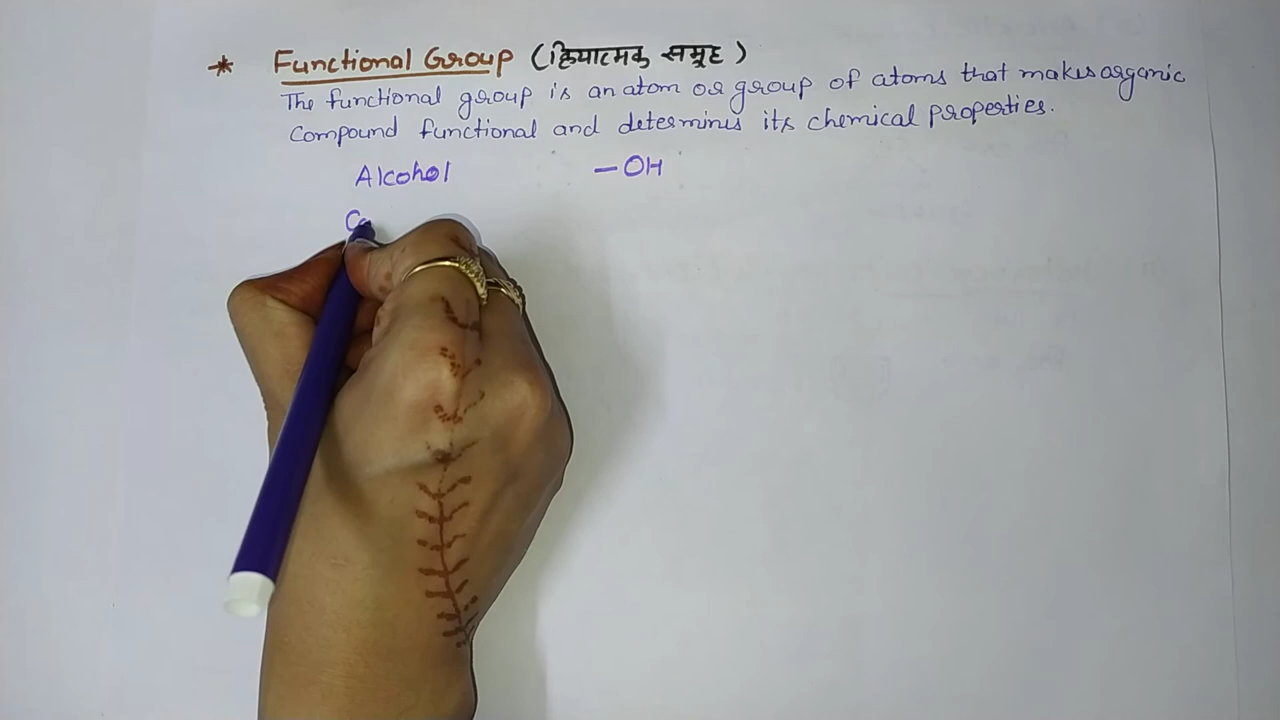 * Functional Group (क्रियात्मक समूह)
The functional group is an atom or group of atoms that makes organic
compound functional and determines its chemical properties.
Alcohol -OH
Ca